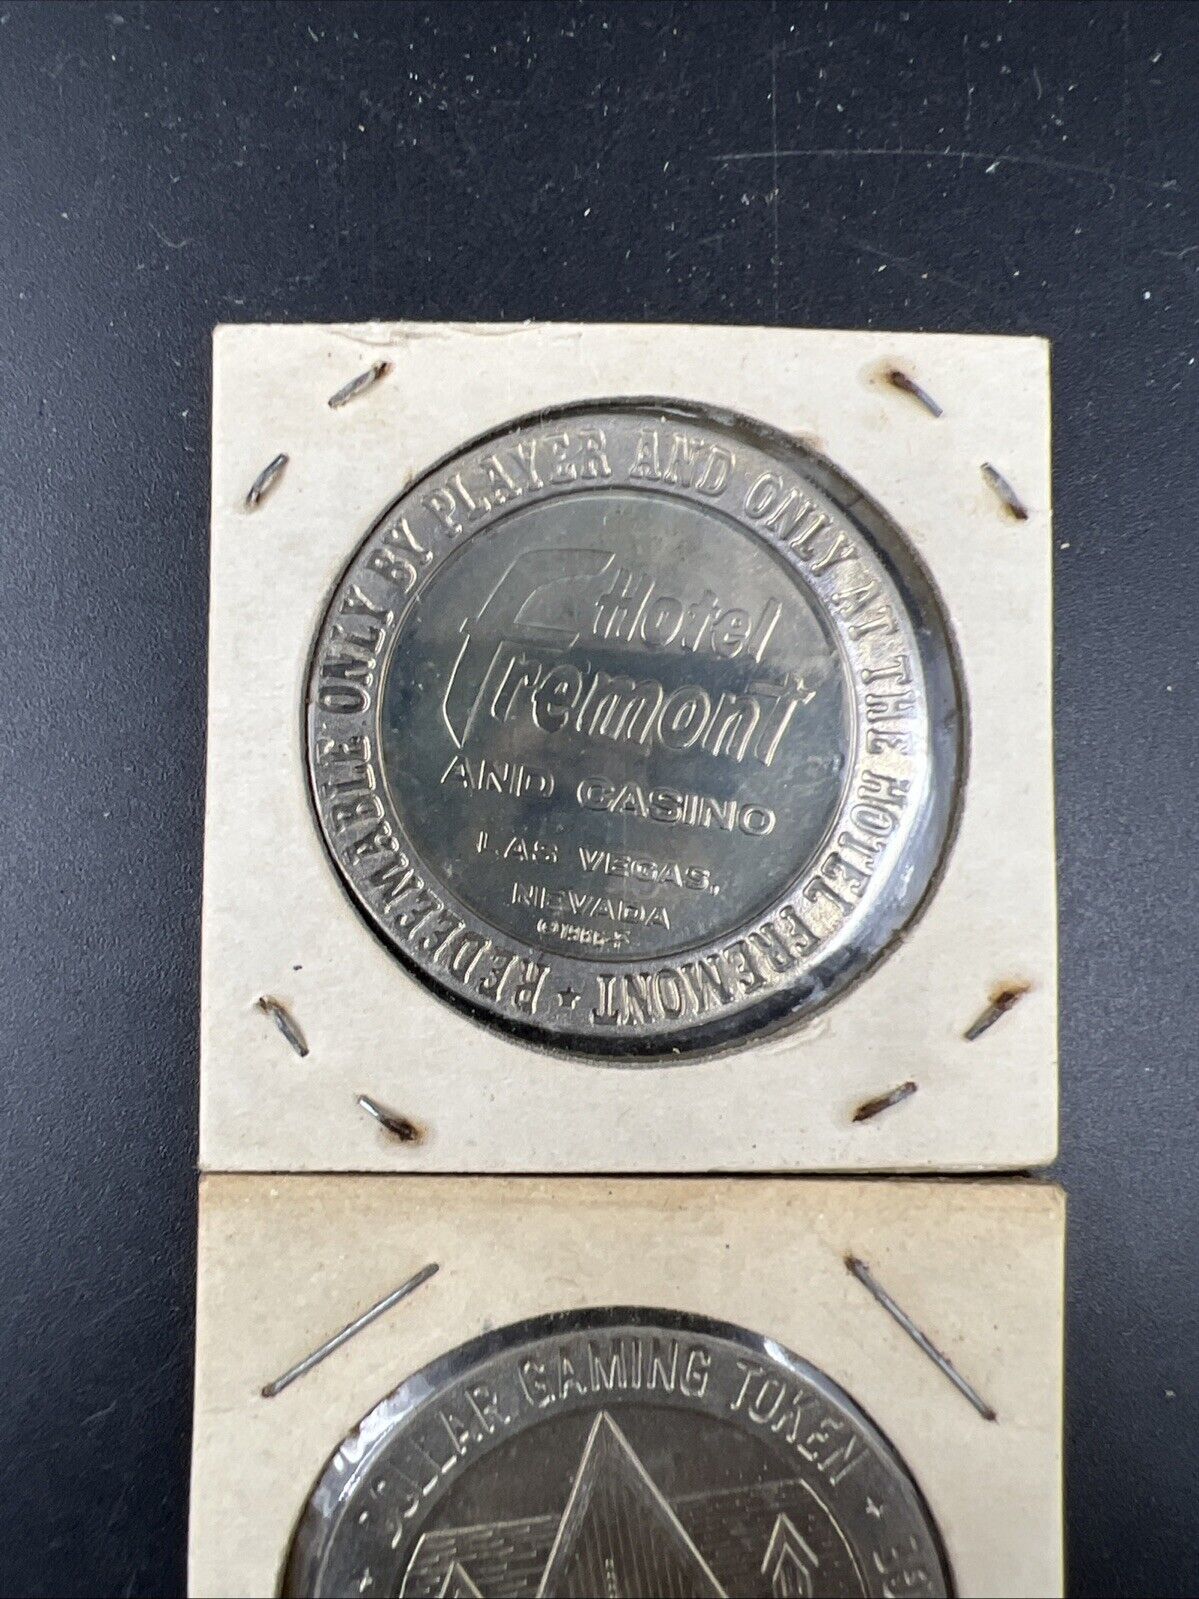 REDEEMABLE ONLY BY PLAYER AND ONLY AT THE HOTEL FREMONT
Hotel
Fremont
AND CASINO
LAS VEGAS,
NEVADA
DOLLAR GAMING TOKEN